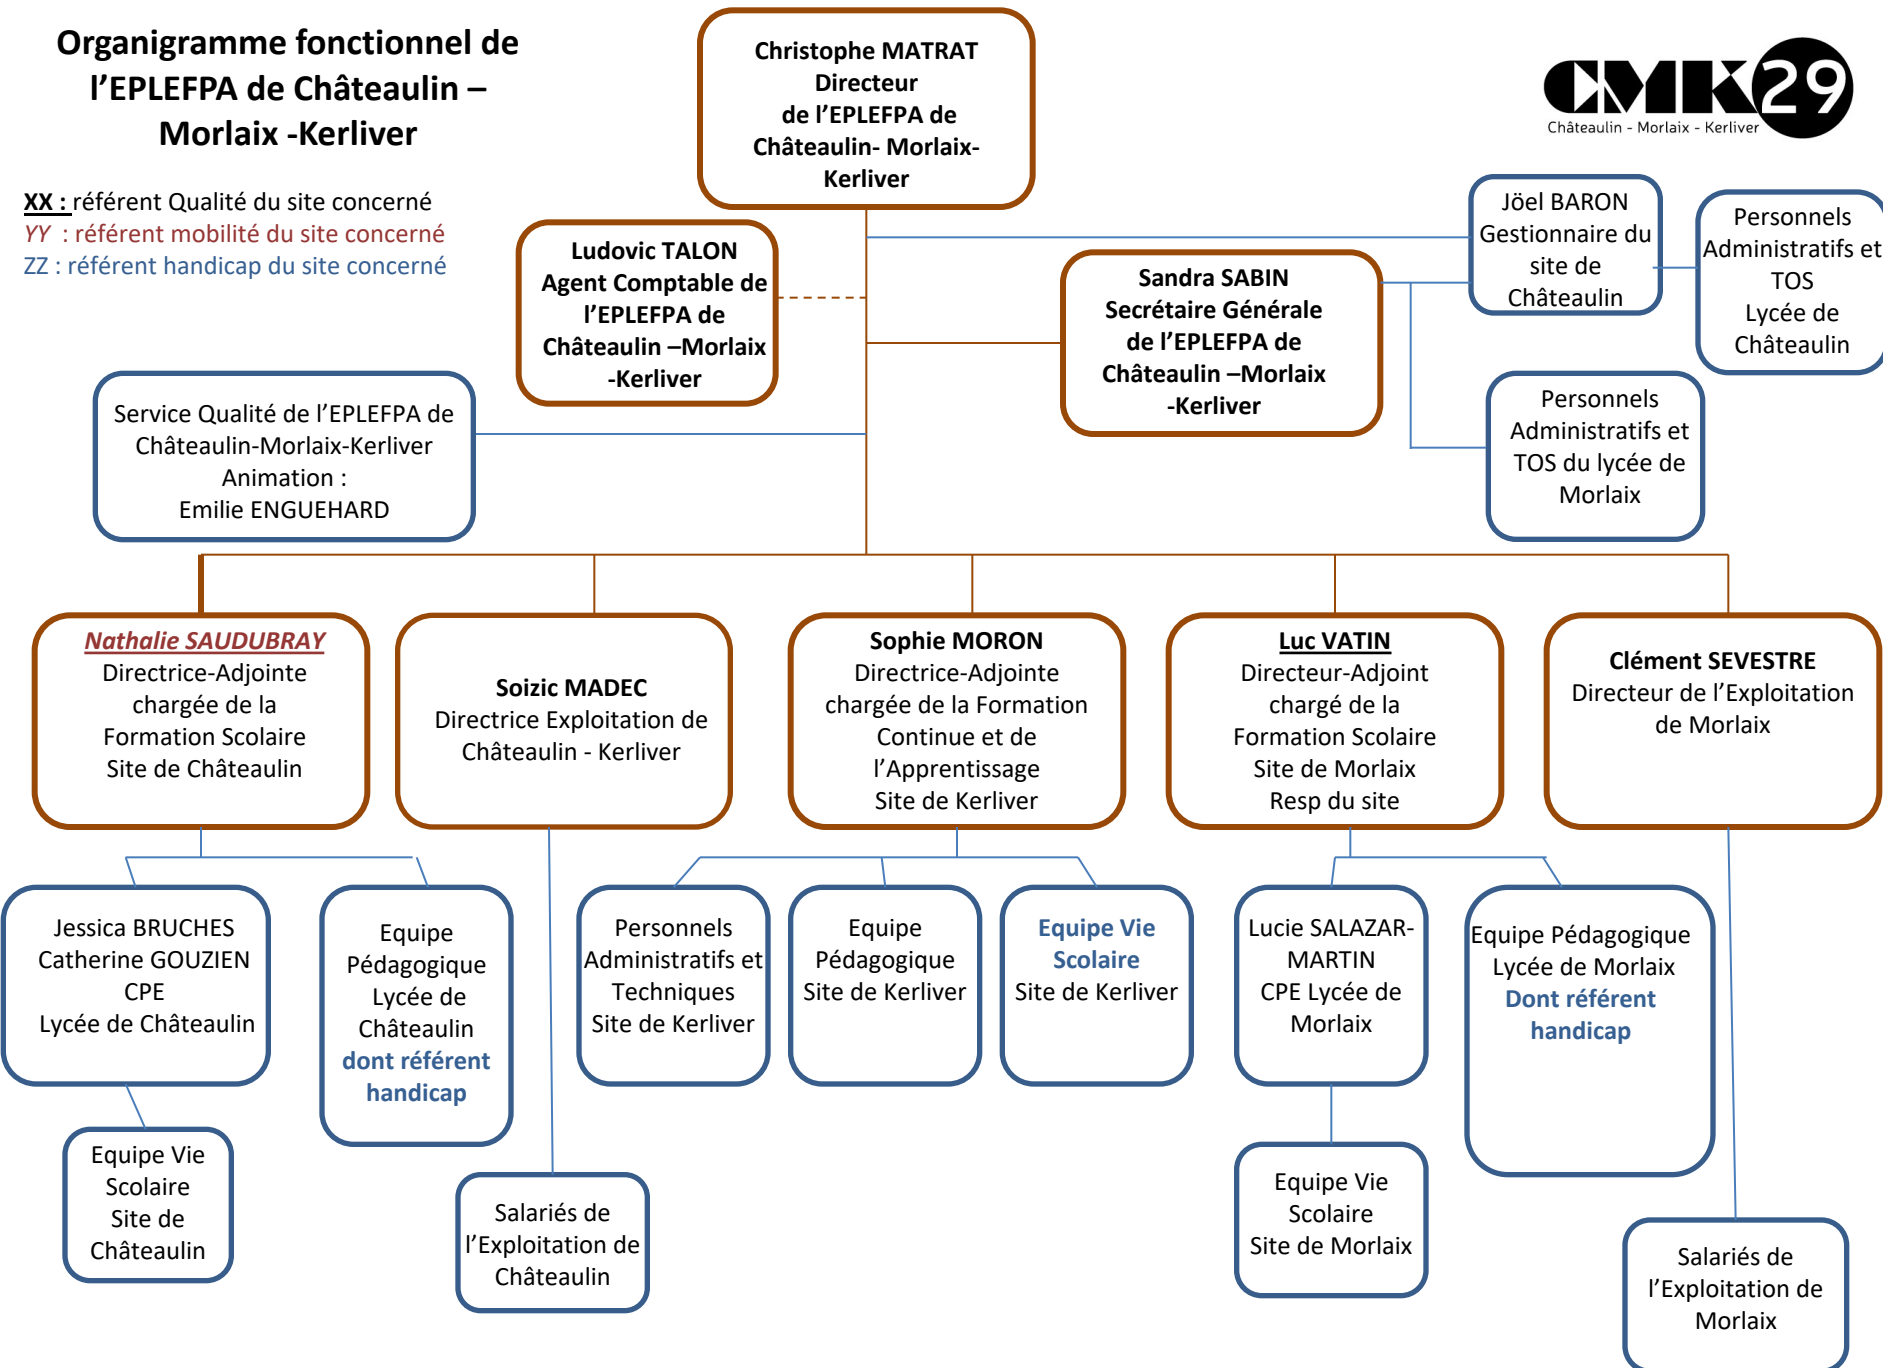 Organigramme fonctionnel de
l’EPLEFPA de Châteaulin –
Morlaix -Kerliver
XX : référent Qualité du site concerné
YY : référent mobilité du site concerné
ZZ : référent handicap du site concerné
Christophe MATRAT
Directeur
de l’EPLEFPA de
Châteaulin- Morlaix-
Kerliver
CMK29
Châteaulin - Morlaix - Kerliver
Ludovic TALON
Agent Comptable de
l’EPLEFPA de
Châteaulin –Morlaix
-Kerliver
Sandra SABIN
Secrétaire Générale
de l’EPLEFPA de
Châteaulin –Morlaix
-Kerliver
Jöel BARON
Gestionnaire du
site de
Châteaulin
Personnels
Administratifs et
TOS
Lycée de
Châteaulin
Personnels
Administratifs et
TOS du lycée de
Morlaix
Service Qualité de l’EPLEFPA de
Châteaulin-Morlaix-Kerliver
Animation :
Emilie ENGUEHARD
Nathalie SAUDUBRAY
Directrice-Adjointe
chargée de la
Formation Scolaire
Site de Châteaulin
Soizic MADEC
Directrice Exploitation de
Châteaulin - Kerliver
Sophie MORON
Directrice-Adjointe
chargée de la Formation
Continue et de
l’Apprentissage
Site de Kerliver
Luc VATIN
Directeur-Adjoint
chargé de la
Formation Scolaire
Site de Morlaix
Resp du site
Clément SEVESTRE
Directeur de l’Exploitation
de Morlaix
Jessica BRUCHES
Catherine GOUZIEN
CPE
Lycée de Châteaulin
Equipe
Pédagogique
Lycée de
Châteaulin
dont référent
handicap
Personnels
Administratifs et
Techniques
Site de Kerliver
Equipe
Pédagogique
Site de Kerliver
Equipe Vie
Scolaire
Site de Kerliver
Lucie SALAZAR-
MARTIN
CPE Lycée de
Morlaix
Equipe Pédagogique
Lycée de Morlaix
Dont référent
handicap
Equipe Vie
Scolaire
Site de
Châteaulin
Salariés de
l’Exploitation de
Châteaulin
Equipe Vie
Scolaire
Site de Morlaix
Salariés de
l’Exploitation de
Morlaix